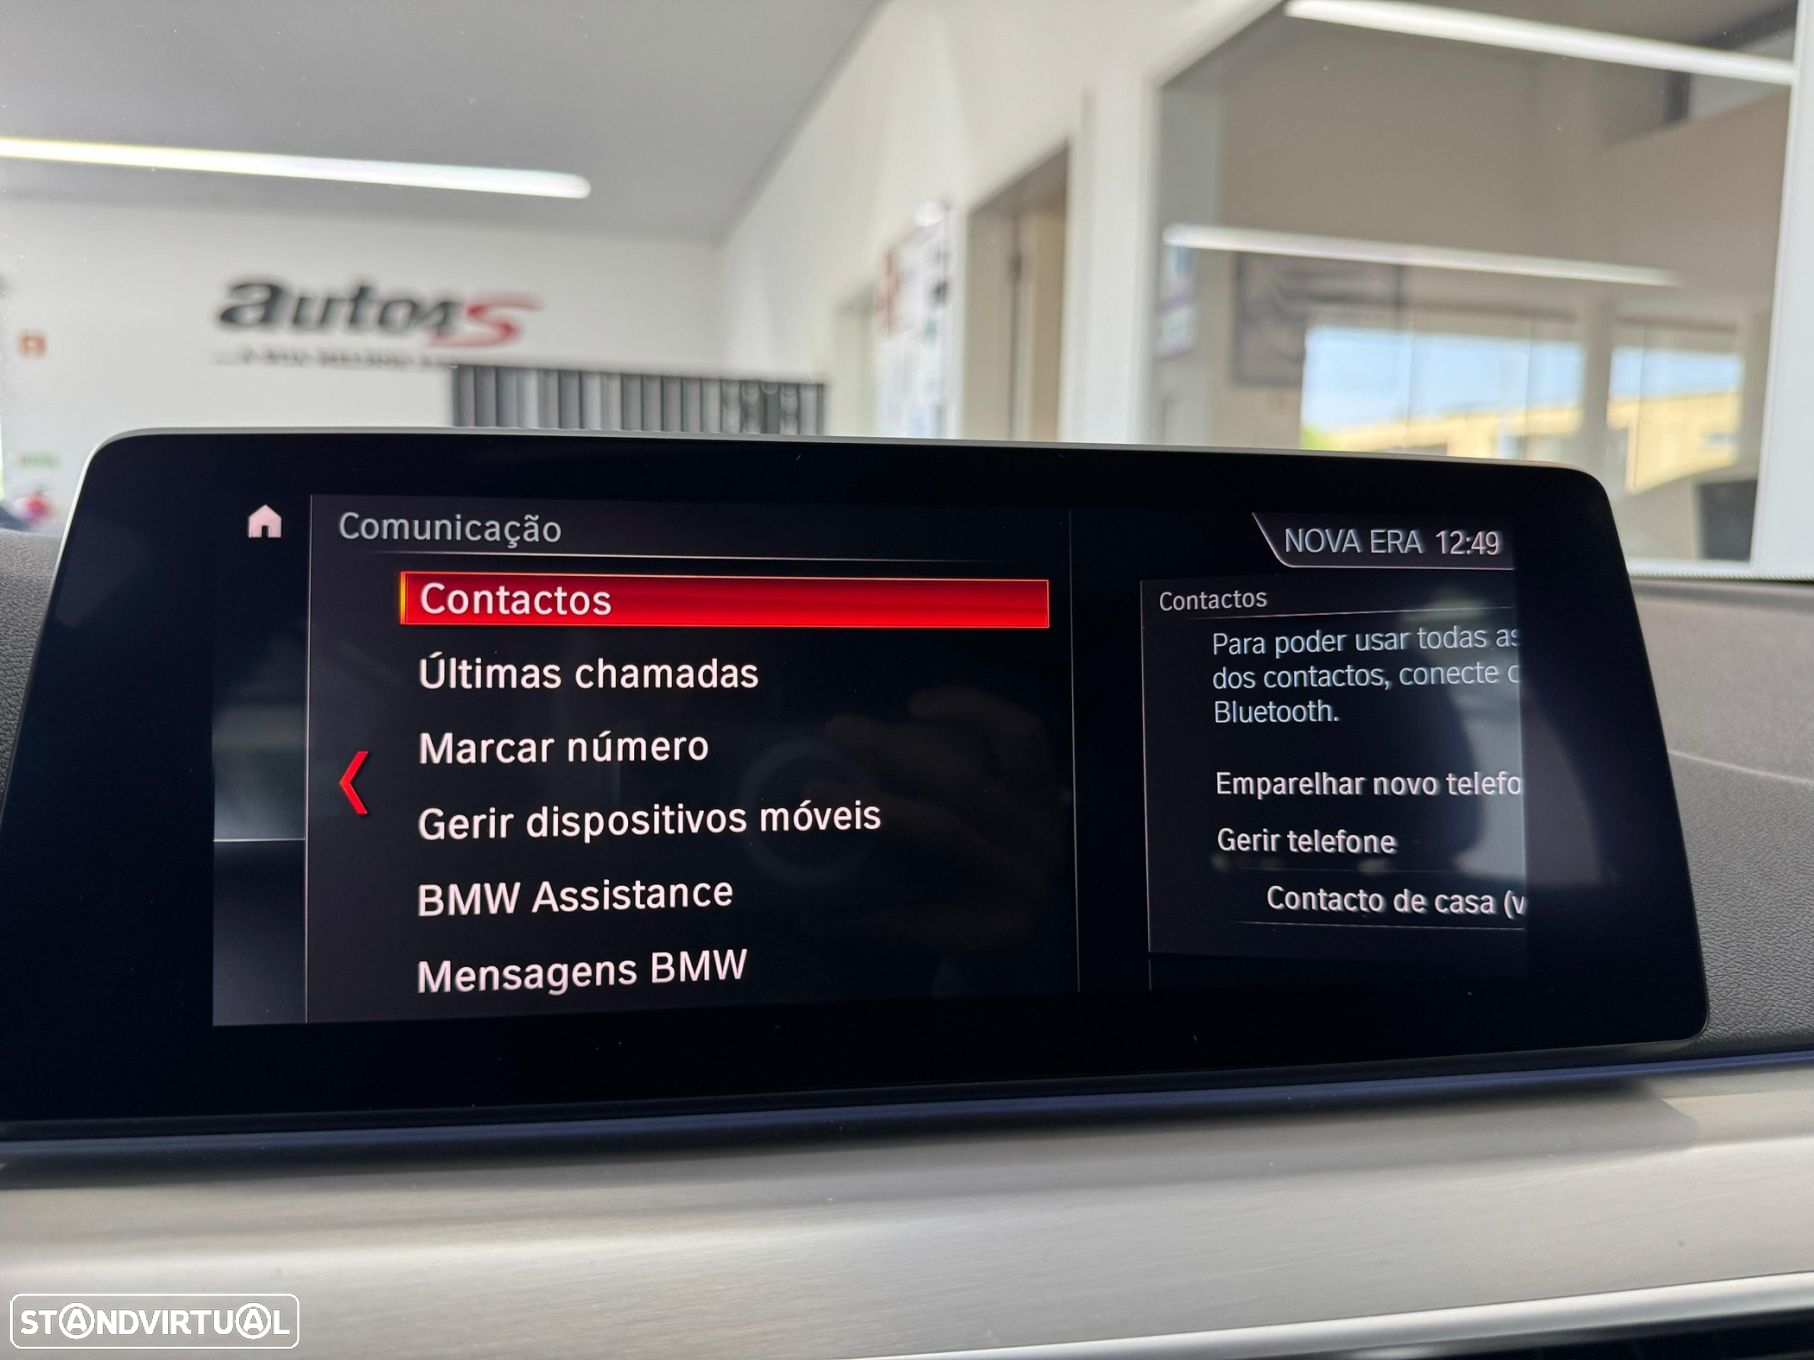 autor4S
Comunicação
NOVA ERA 12:49
Contactos
Últimas chamadas
Marcar número
Gerir dispositivos móveis
BMW Assistance
Mensagens BMW
Contactos
Para poder usar todas as
dos contactos, conecte
Bluetooth.
Emparelhar novo telefo
Gerir telefone
Contacto de casa (v
STANDVIRTUAL